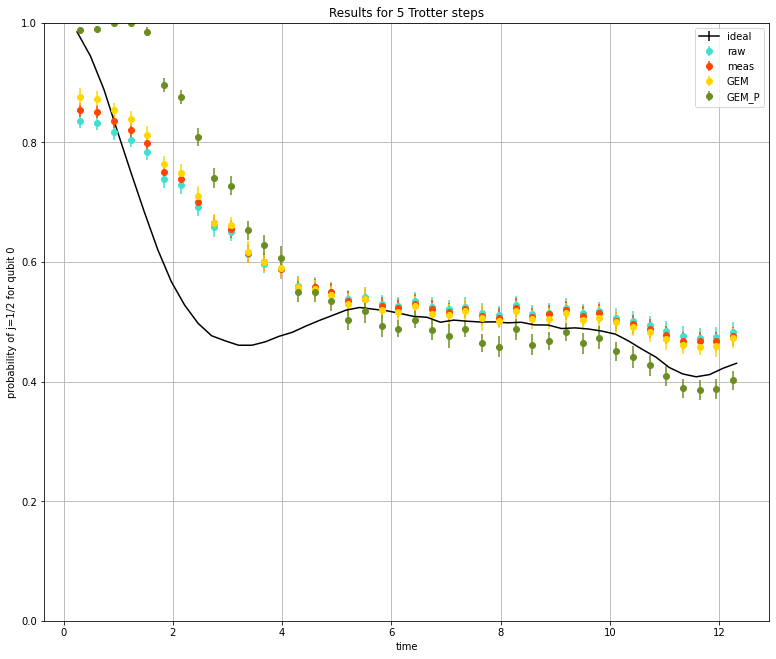 Results for 5 Trotter steps
ideal
raw
meas
GEM
GEM_P
probability of j=1/2 for qubit 0
1.0
0.8
0.6
0.4
0.2
0.0
0 2 4 6 8 10 12
time